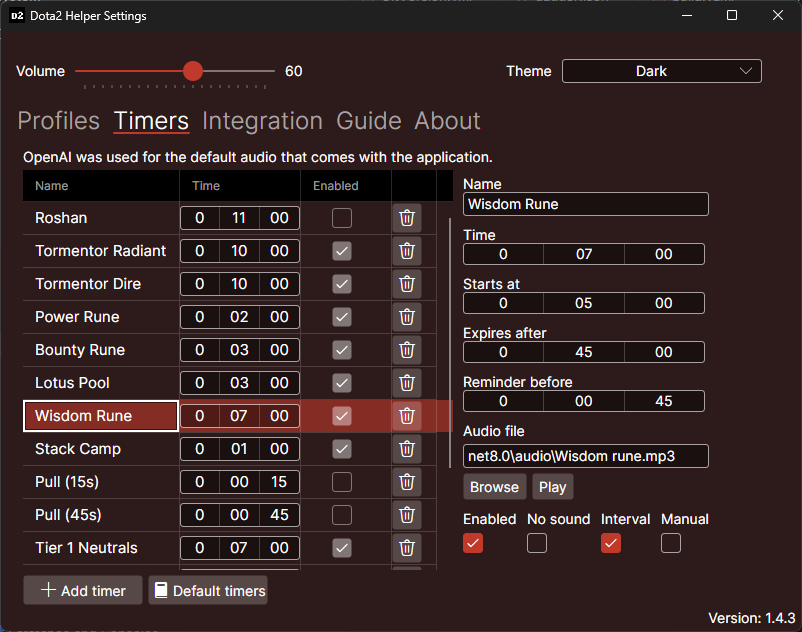 D2 Dota2 Helper Settings
Volume 60 Theme Dark
Profiles Timers Integration Guide About
OpenAI was used for the default audio that comes with the application.
Name Time Enabled
Roshan 0 11 00
Tormentor Radiant 0 10 00
Tormentor Dire 0 10 00
Power Rune 0 02 00
Bounty Rune 0 03 00
Lotus Pool 0 03 00
Wisdom Rune 0 07 00
Stack Camp 0 01 00
Pull (15s) 0 00 15
Pull (45s) 0 00 45
Tier 1 Neutrals 0 07 00
Add timer Default timers
Name
Wisdom Rune
Time
0 07 00
Starts at
0 05 00
Expires after
0 45 00
Reminder before
0 00 45
Audio file
net8.0\audio\Wisdom rune.mp3
Browse Play
Enabled No sound Interval Manual
Version: 1.4.3